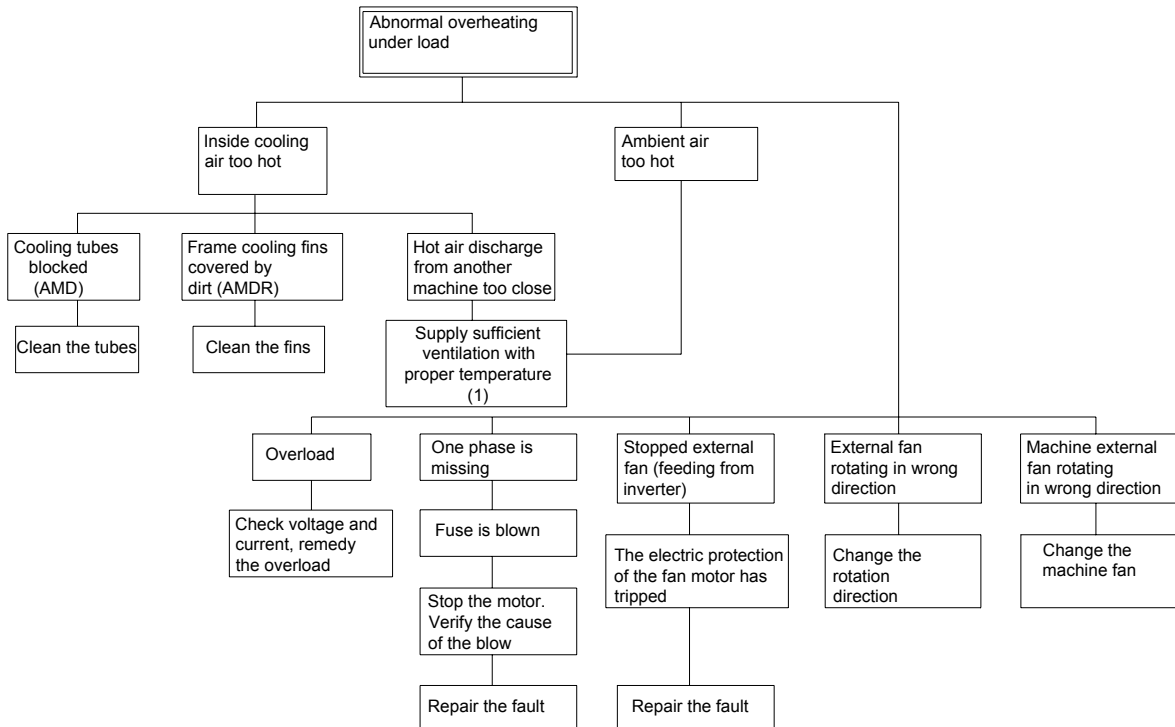 Abnormal overheating
under load
Inside cooling
air too hot
Ambient air
too hot
Cooling tubes
blocked
(AMD)
Frame cooling fins
covered by
dirt (AMDR)
Hot air discharge
from another
machine too close
Clean the tubes
Clean the fins
Supply sufficient
ventilation with
proper temperature
(1)
Overload
One phase is
missing
Stopped external
fan (feeding from
inverter)
External fan
rotating in wrong
direction
Machine external
fan rotating
in wrong direction
Check voltage and
current, remedy
the overload
Fuse is blown
The electric protection
of the fan motor has
tripped
Change the
rotation
direction
Change the
machine fan
Stop the motor.
Verify the cause
of the blow
Repair the fault
Repair the fault